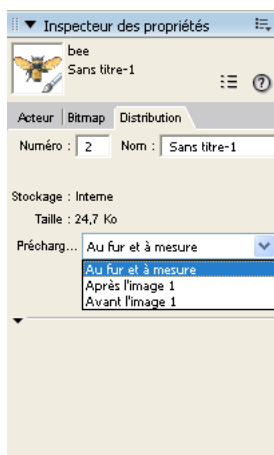 Inspecteur des propriétés
bee
Sans titre-1
Acteur Bitmap Distribution
Numéro : 2 Nom : Sans titre-1
Stockage : Interne
Taille : 24,7 Ko
Précharg... Au fur et à mesure
Au fur et à mesure
Après l'image 1
Avant l'image 1